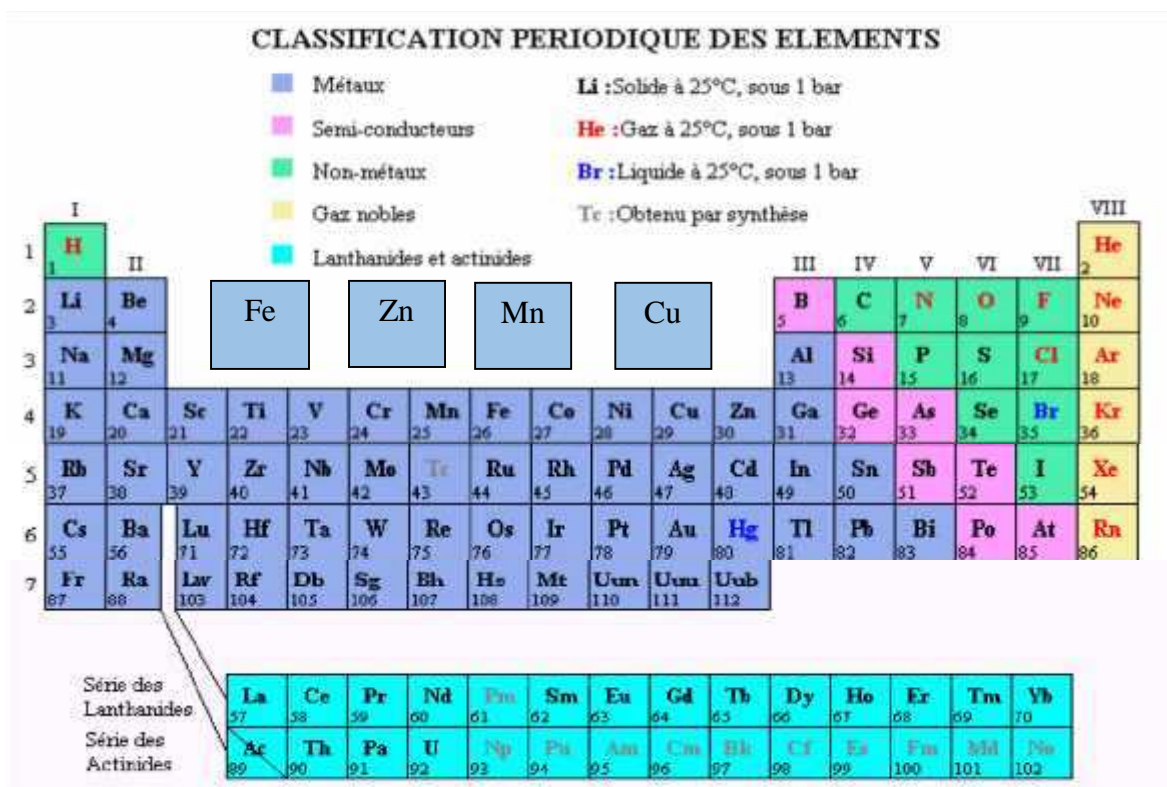 CLASSIFICATION PERIODIQUE DES ELEMENTS
Métaux Li :Solide à 25°C, sous 1 bar
Semi-conducteurs He :Gaz à 25°C, sous 1 bar
Non-métaux Br :Liquide à 25°C, sous 1 bar
Gaz nobles Tc :Obtenu par synthèse
Lanthanides et actinides
I VIII
1 H He
1 II III IV V VI VII 2
Fe Zn Mn Cu
2 Li Be B C N O F Ne
3 4 5 6 7 8 9 10
3 Na Mg Al Si P S Cl Ar
11 12 13 14 15 16 17 18
4 K Ca Sc Ti V Cr Mn Fe Co Ni Cu Zn Ga Ge As Se Br Kr
19 20 21 22 23 24 25 26 27 28 29 30 31 32 33 34 35 36
5 Rb Sr Y Zr Nb Mo Tc Ru Rh Pd Ag Cd In Sn Sb Te I Xe
37 38 39 40 41 42 43 44 45 46 47 48 49 50 51 52 53 54
6 Cs Ba Lu Hf Ta W Re Os Ir Pt Au Hg Tl Pb Bi Po At Rn
55 56 71 72 73 74 75 76 77 78 79 80 81 82 83 84 85 86
7 Fr Ra Lw Rf Db Sg Bh Hs Mt Uun Uuu Uub
87 88 103 104 105 106 107 108 109 110 111 112
Série des
Lanthanides
La Ce Pr Nd Pm Sm Eu Gd Tb Dy Ho Er Tm Yb
57 58 59 60 61 62 63 64 65 66 67 68 69 70
Série des
Actinides
Ac Th Pa U Np Pu Am Cm Bk Cf Es Fm Md No
89 90 91 92 93 94 95 96 97 98 99 100 101 102